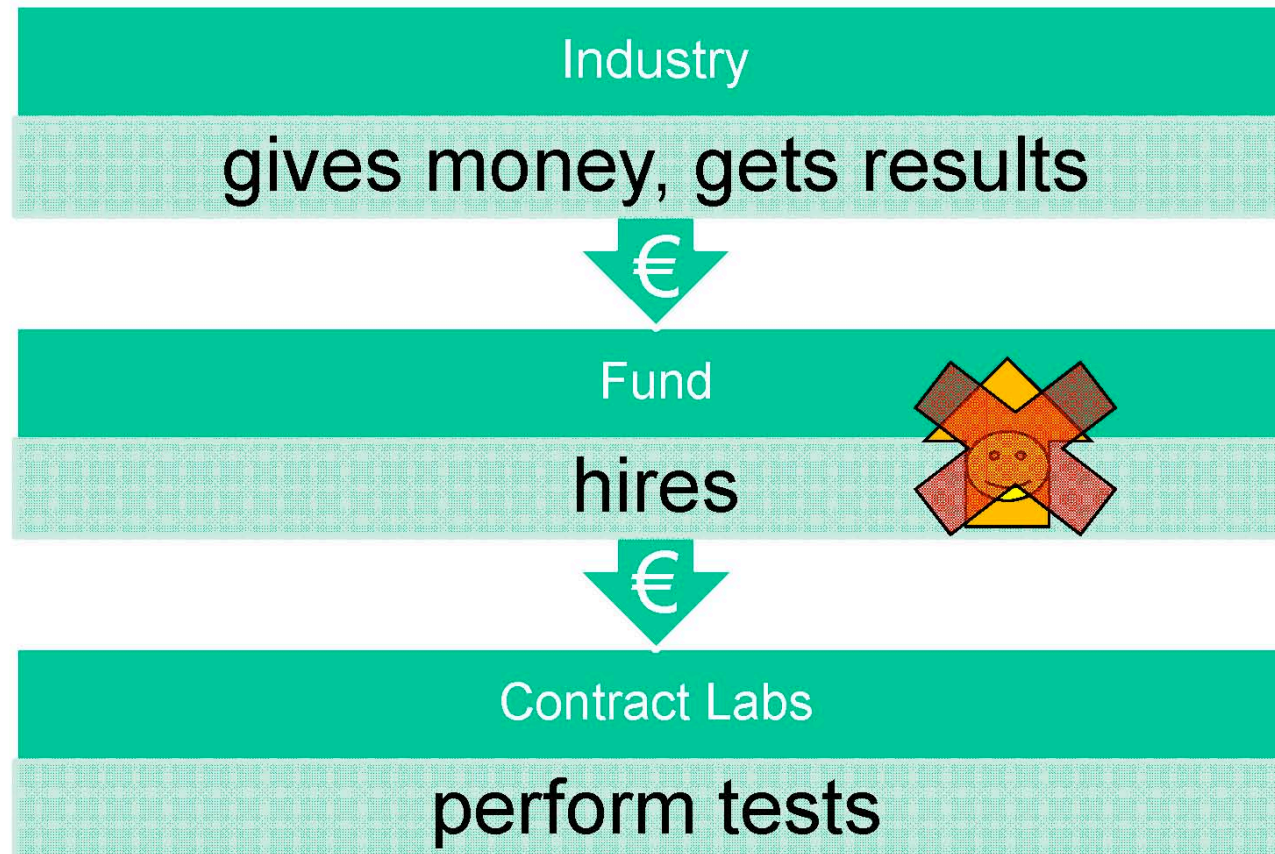 Industry
gives money, gets results
€
Fund
hires
€
Contract Labs
perform tests